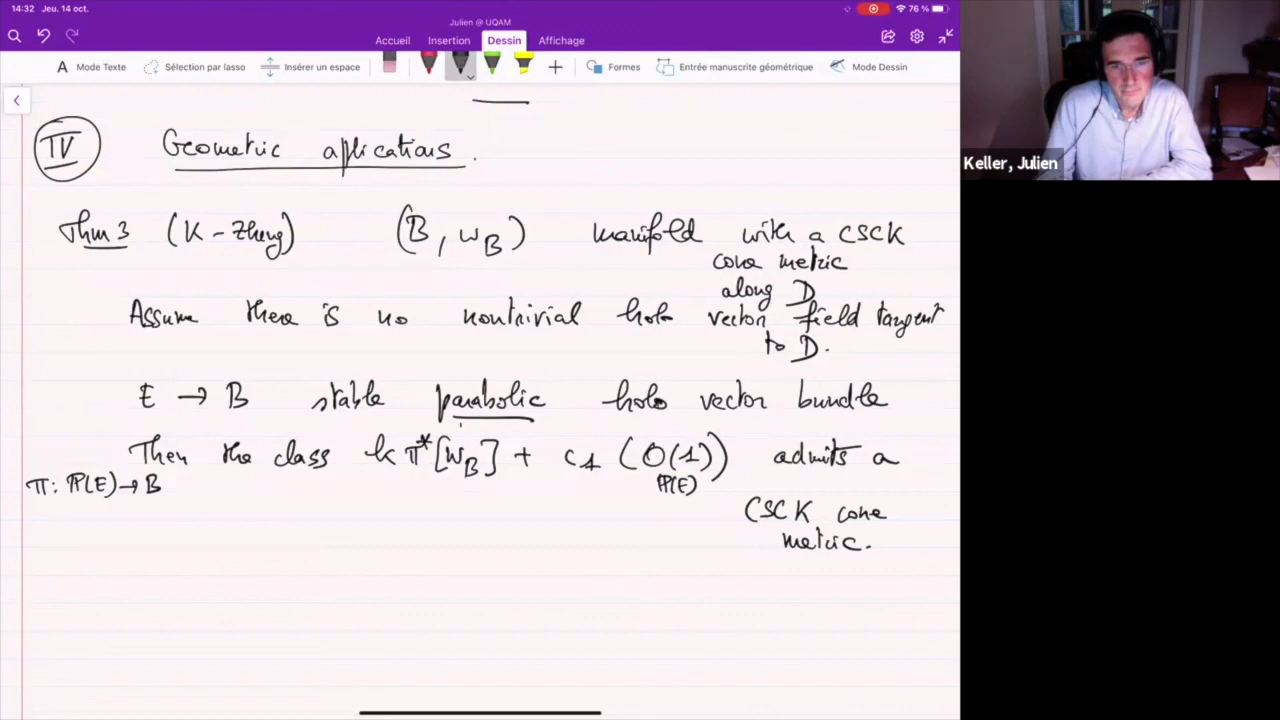 14:32 Jeu. 14 oct. 76 %
Julien @ UQAM
Accueil Insertion Dessin Affichage
Mode Texte Sélection par lasso Insérer un espace Formes Entrée manuscrite géométrique Mode Dessin
Keller, Julien
IV Geometric aplications.
Thm 3 (K - Zheng) (B, ω_B) manifold with a CSCK
cone metric
along D
Assume there is no nontrivial holo vector field tangent
to D.
E → B stable parabolic holo vector bundle
Then the class k π*[ω_B] + c₁ (O(1)) admits a
π: P(E) → B P(E)
CSCK cone
metric.